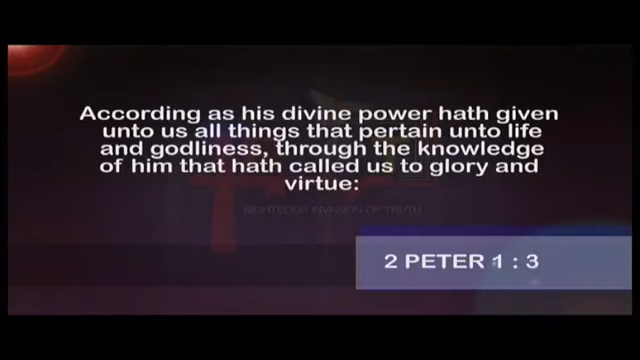 According as his divine power hath given
unto us all things that pertain unto life
and godliness, through the knowledge
of him that hath called us to glory and
virtue:
RIGHTEOUS INVASION OF TRUTH
2 PETER 1 : 3